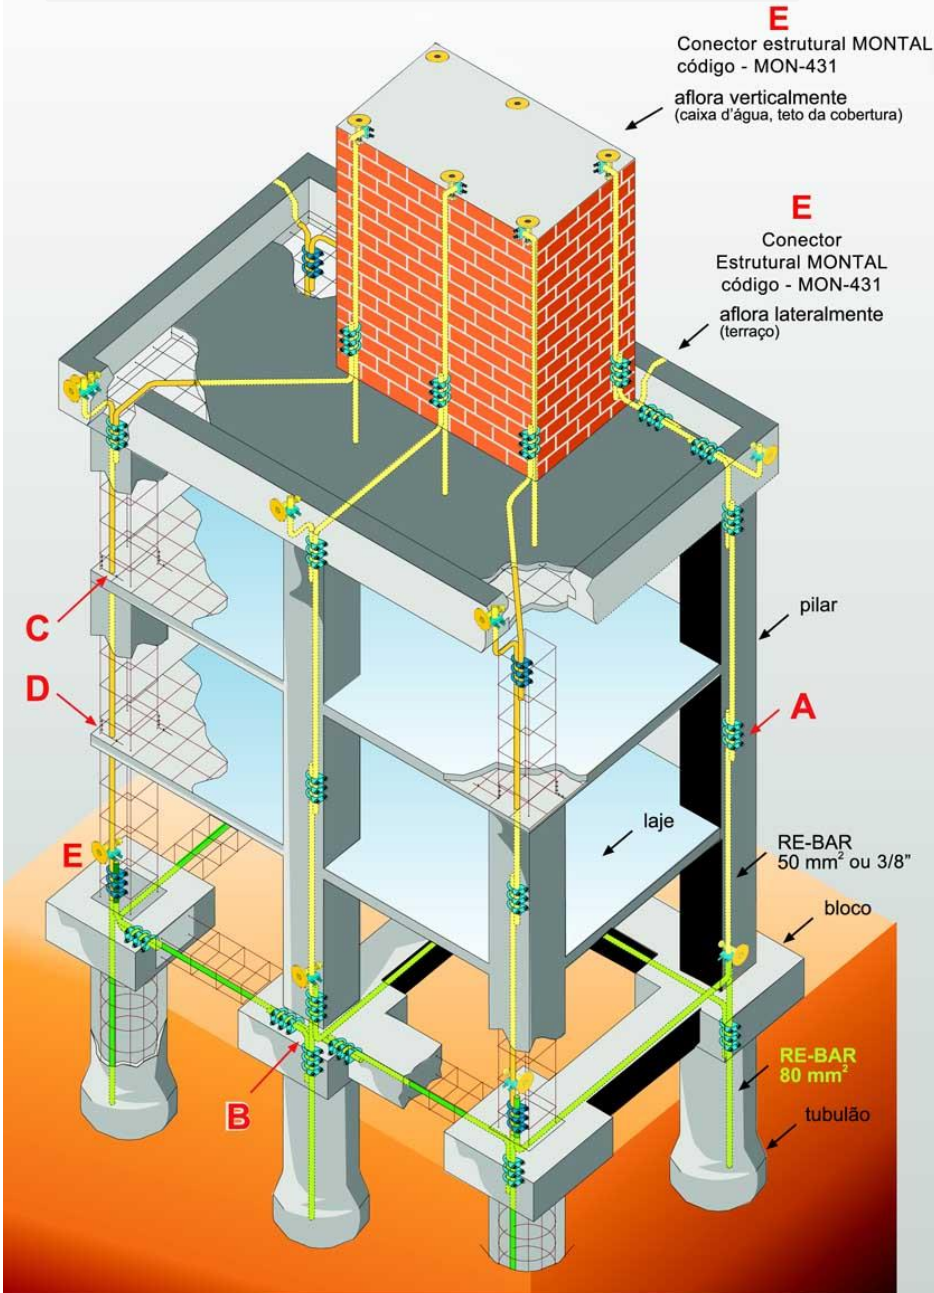 E
Conector estrutural MONTAL
código - MON-431
aflora verticalmente
(caixa d'água, teto da cobertura)
E
Conector
Estrutural MONTAL
código - MON-431
aflora lateralmente
(terraço)
C
pilar
D
A
laje
E
RE-BAR
50 mm² ou 3/8"
bloco
B
RE-BAR
80 mm²
tubulão